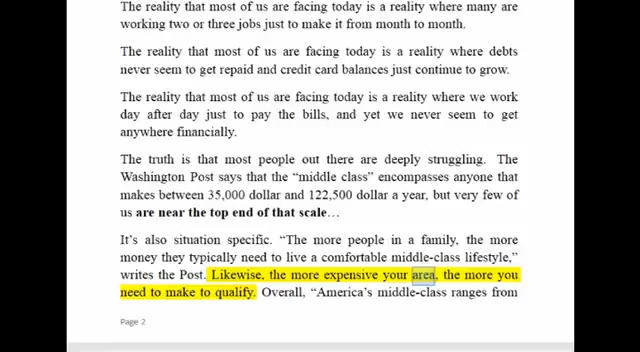 The reality that most of us are facing today is a reality where many are
working two or three jobs just to make it from month to month.
The reality that most of us are facing today is a reality where debts
never seem to get repaid and credit card balances just continue to grow.
The reality that most of us are facing today is a reality where we work
day after day just to pay the bills, and yet we never seem to get
anywhere financially.
The truth is that most people out there are deeply struggling. The
Washington Post says that the “middle class” encompasses anyone that
makes between 35,000 dollar and 122,500 dollar a year, but very few of
us are near the top end of that scale…
It’s also situation specific. “The more people in a family, the more
money they typically need to live a comfortable middle-class lifestyle,”
writes the Post. Likewise, the more expensive your area, the more you
need to make to qualify. Overall, “America’s middle-class ranges from
Page 2